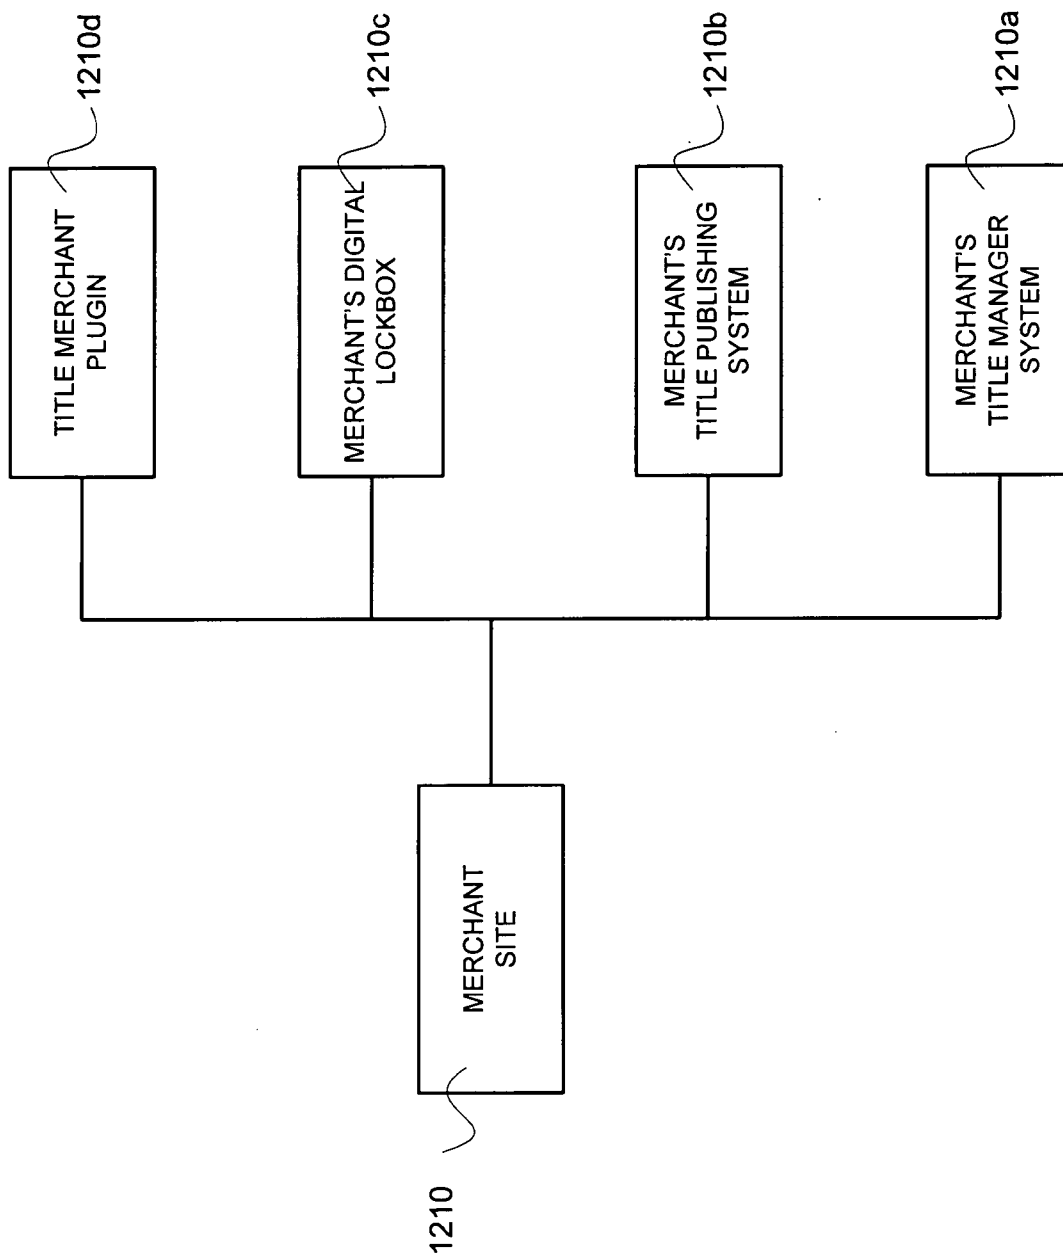 1210
MERCHANT
SITE
MERCHANT'S
TITLE MANAGER
SYSTEM
1210a
MERCHANT'S
TITLE PUBLISHING
SYSTEM
1210b
MERCHANT'S DIGITAL
LOCKBOX
1210c
TITLE MERCHANT
PLUGIN
1210d